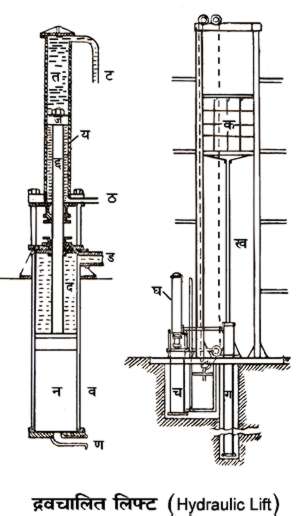 त
ट
ज
य
ह
ठ
ड
द
न
व
ण
क
ख
घ
च
ग
द्रवचालित लिफ्ट (Hydraulic Lift)